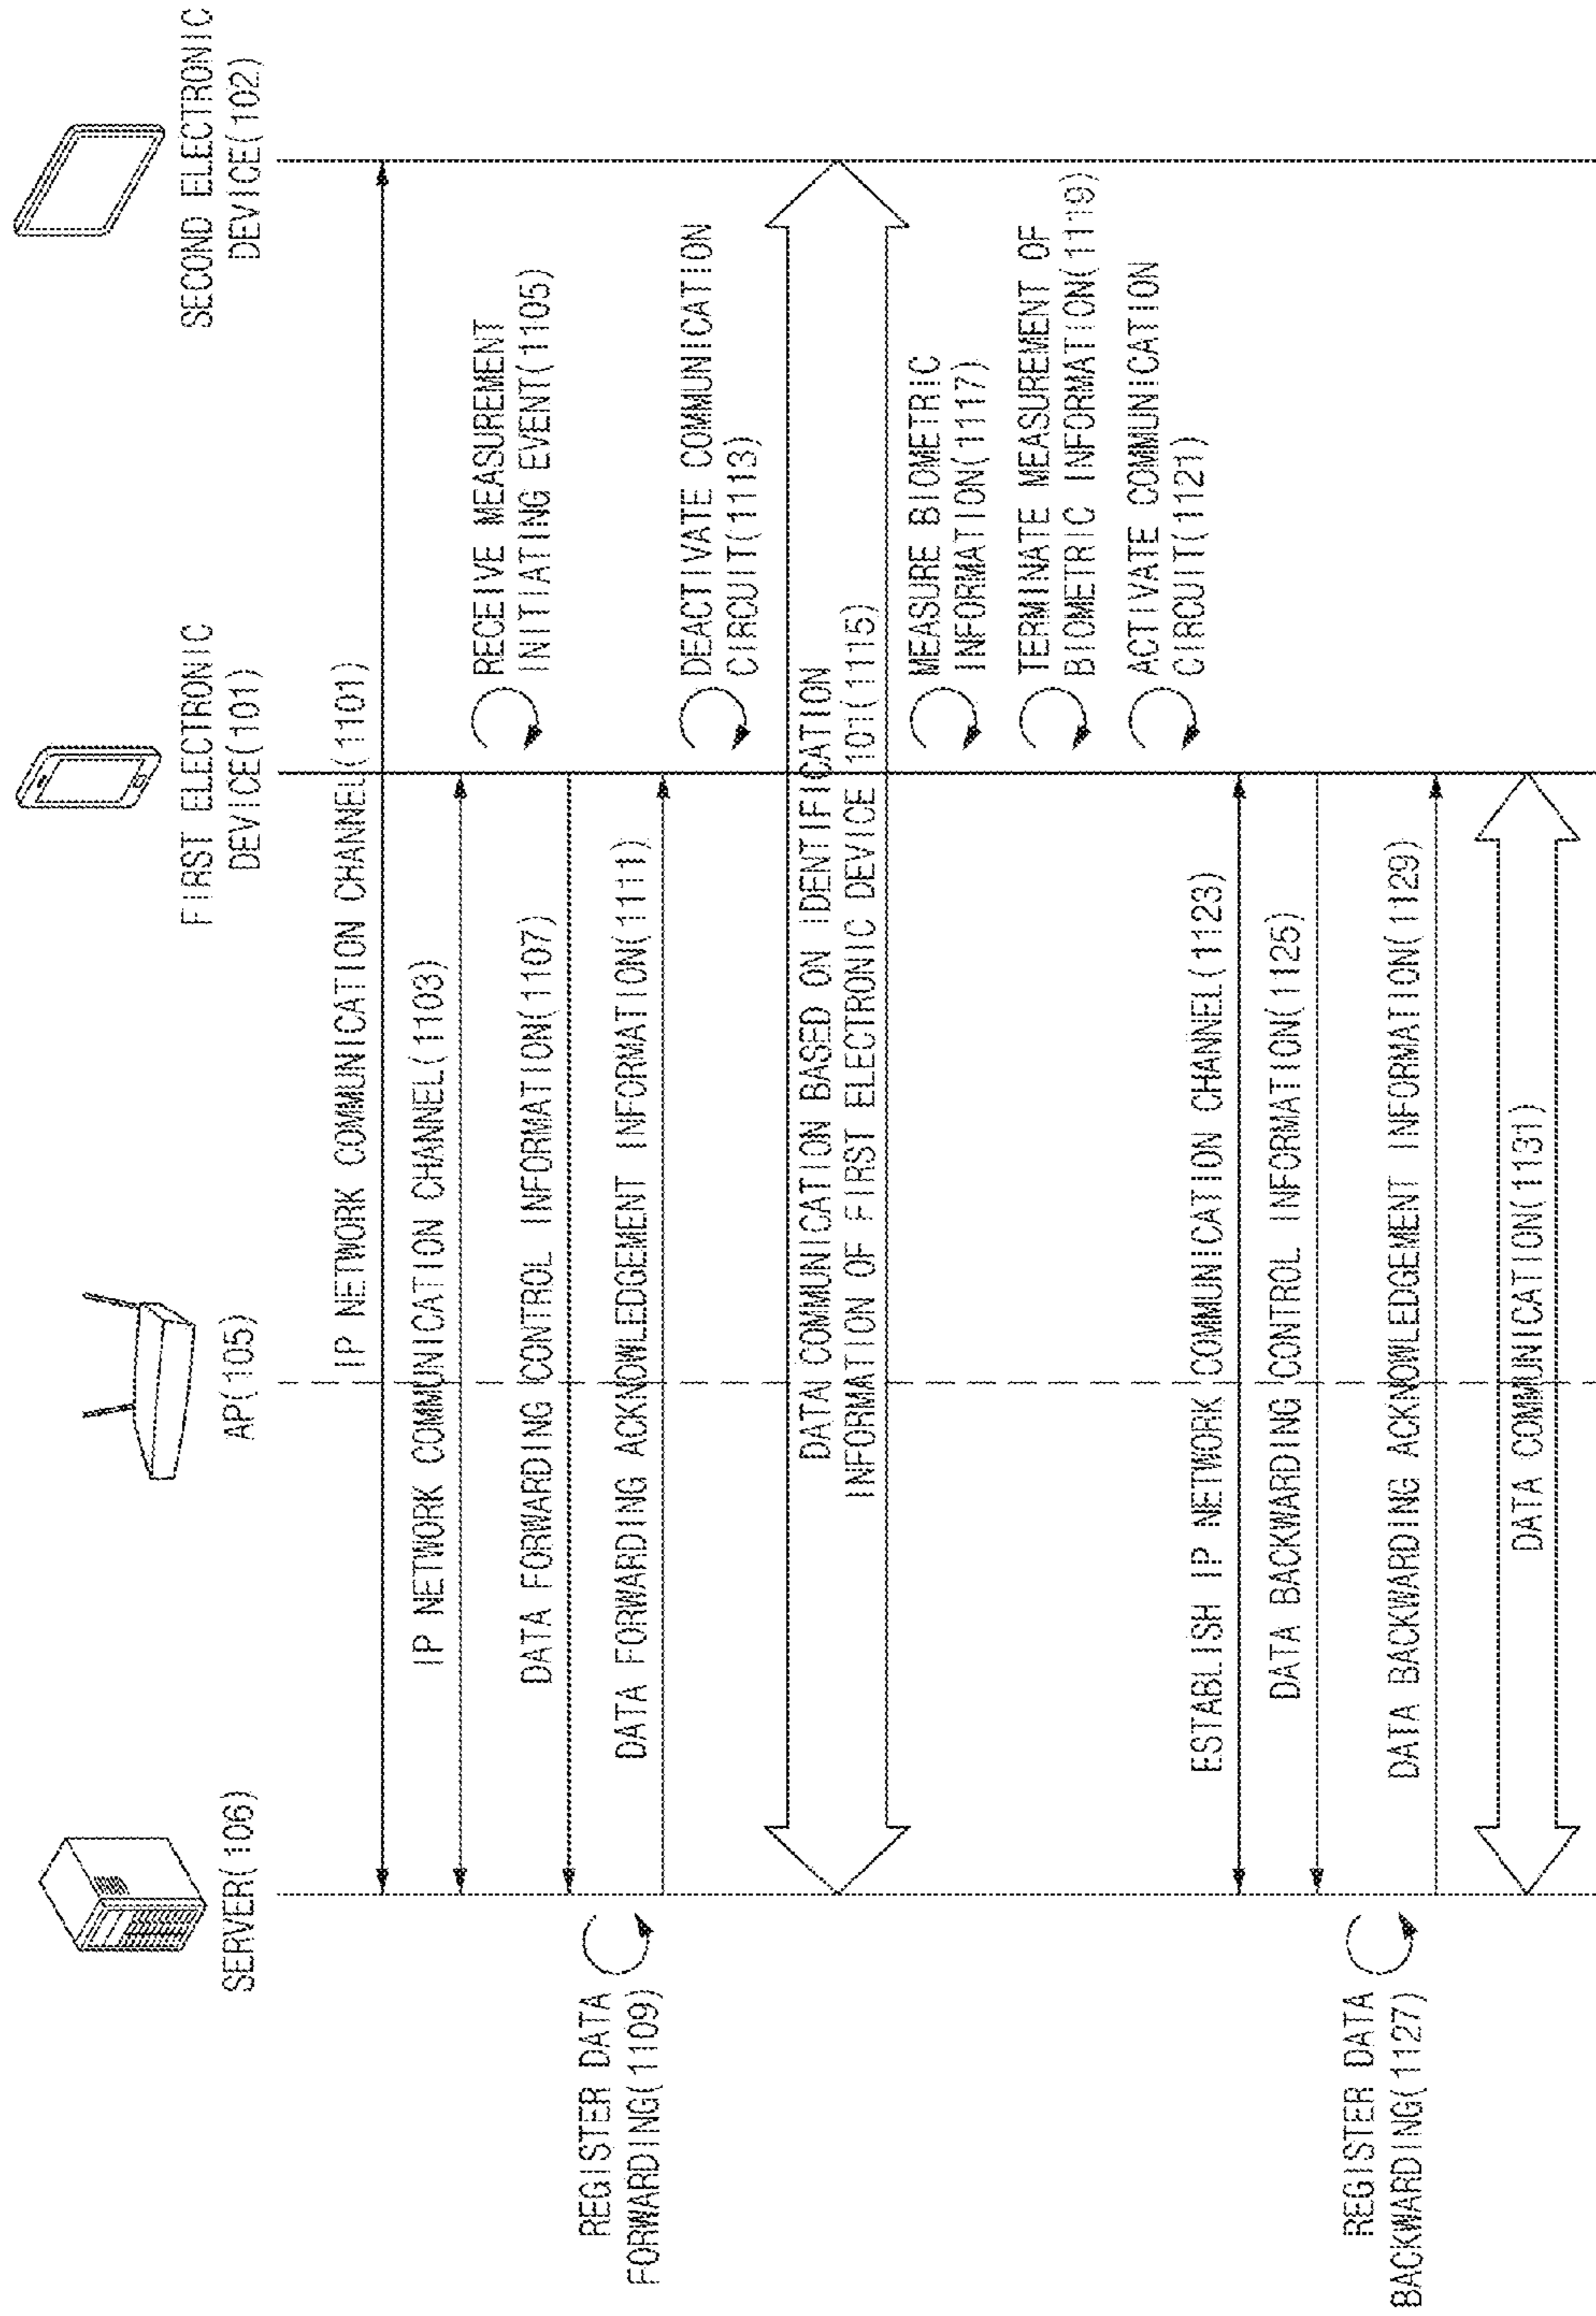 SERVER(106)
AP(105)
FIRST ELECTRONIC
DEVICE(101)
SECOND ELECTRONIC
DEVICE(102)
IP NETWORK COMMUNICATION CHANNEL(1101)
IP NETWORK COMMUNICATION CHANNEL(1103)
RECEIVE MEASUREMENT
INITIATING EVENT(1105)
DATA FORWARDING CONTROL INFORMATION(1107)
REGISTER DATA
FORWARDING(1109)
DATA FORWARDING ACKNOWLEDGEMENT INFORMATION(1111)
DEACTIVATE COMMUNICATION
CIRCUIT(1113)
DATA COMMUNICATION BASED ON IDENTIFICATION
INFORMATION OF FIRST ELECTRONIC DEVICE 101(1115)
MEASURE BIOMETRIC
INFORMATION(1117)
TERMINATE MEASUREMENT OF
BIOMETRIC INFORMATION(1119)
ACTIVATE COMMUNICATION
CIRCUIT(1121)
ESTABLISH IP NETWORK COMMUNICATION CHANNEL(1123)
DATA BACKWARDING CONTROL INFORMATION(1125)
REGISTER DATA
BACKWARDING(1127)
DATA BACKWARDING ACKNOWLEDGEMENT INFORMATION(1129)
DATA COMMUNICATION(1131)